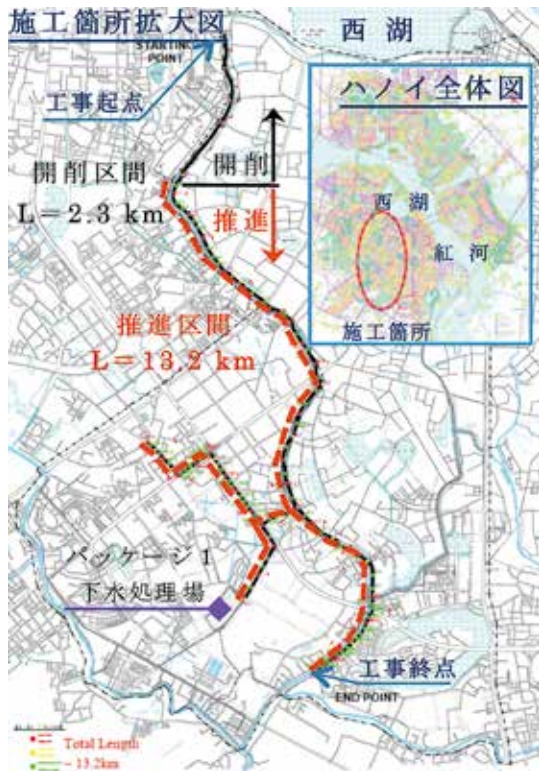 施工箇所拡大図
STARTING
POINT
工事起点
西湖
ハノイ全体図
西 湖
紅 河
施工箇所
開削区間
L＝2.3 km
開削
推進
推進区間
L＝13.2 km
パッケージ1
下水処理場
工事終点
END POINT
Total Length
~ 13.2km